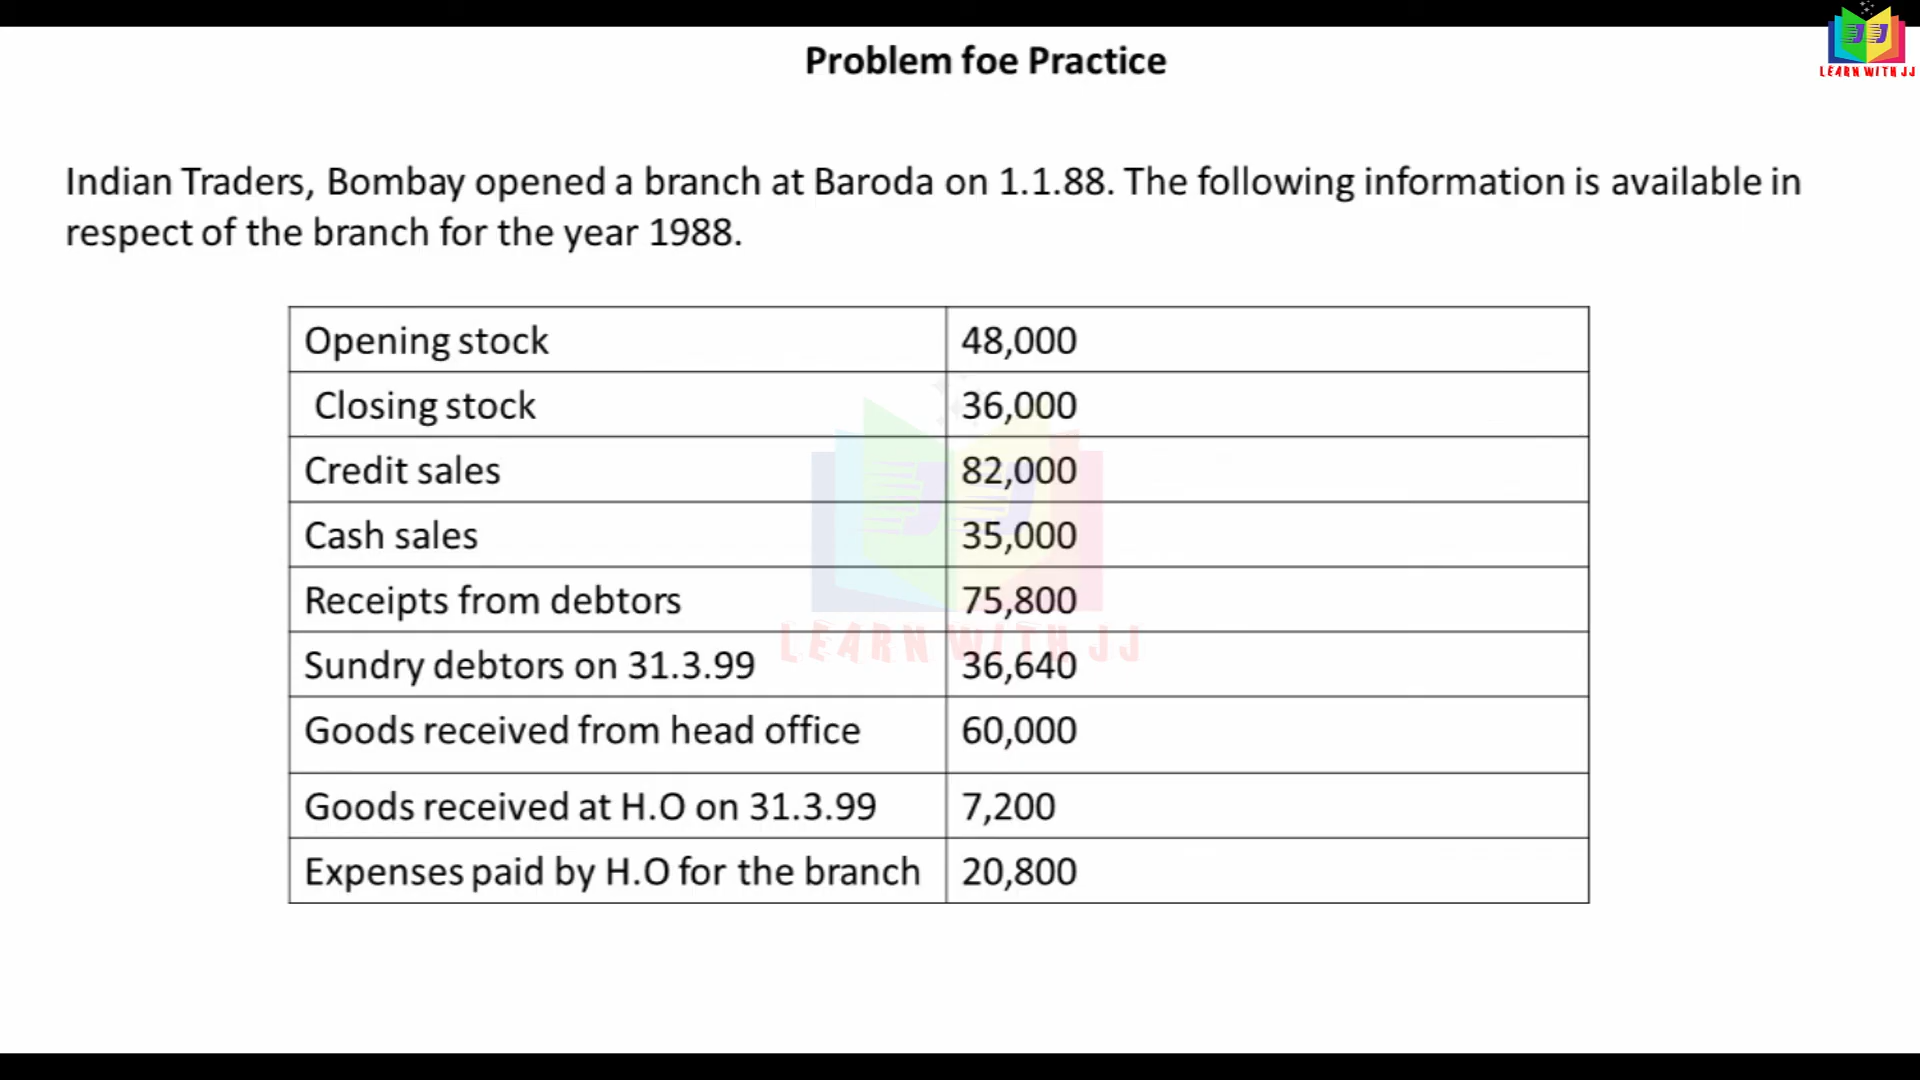 LEARN WITH JJ
Problem foe Practice
Indian Traders, Bombay opened a branch at Baroda on 1.1.88. The following information is available in
respect of the branch for the year 1988.
Opening stock 48,000
Closing stock 36,000
Credit sales 82,000
Cash sales 35,000
Receipts from debtors 75,800
LEARN WITH JJ
Sundry debtors on 31.3.99 36,640
Goods received from head office 60,000
Goods received at H.O on 31.3.99 7,200
Expenses paid by H.O for the branch 20,800